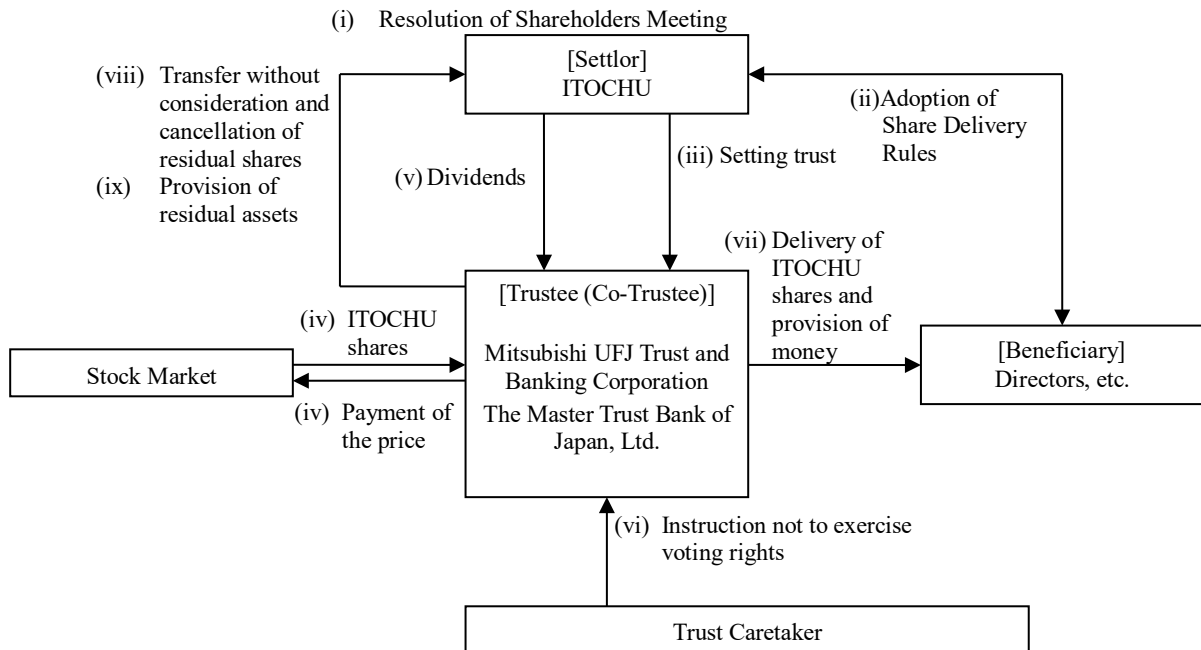 (i) Resolution of Shareholders Meeting
[Settlor]
ITOCHU
(viii) Transfer without
consideration and
cancellation of
residual shares
(ix) Provision of
residual assets
(ii)Adoption of
Share Delivery
Rules
(iii) Setting trust
(v) Dividends
(vii) Delivery of
ITOCHU
shares and
provision of
money
[Trustee (Co-Trustee)]
Mitsubishi UFJ Trust and
Banking Corporation
The Master Trust Bank of
Japan, Ltd.
(iv) ITOCHU
shares
Stock Market
(iv) Payment of
the price
[Beneficiary]
Directors, etc.
(vi) Instruction not to exercise
voting rights
Trust Caretaker